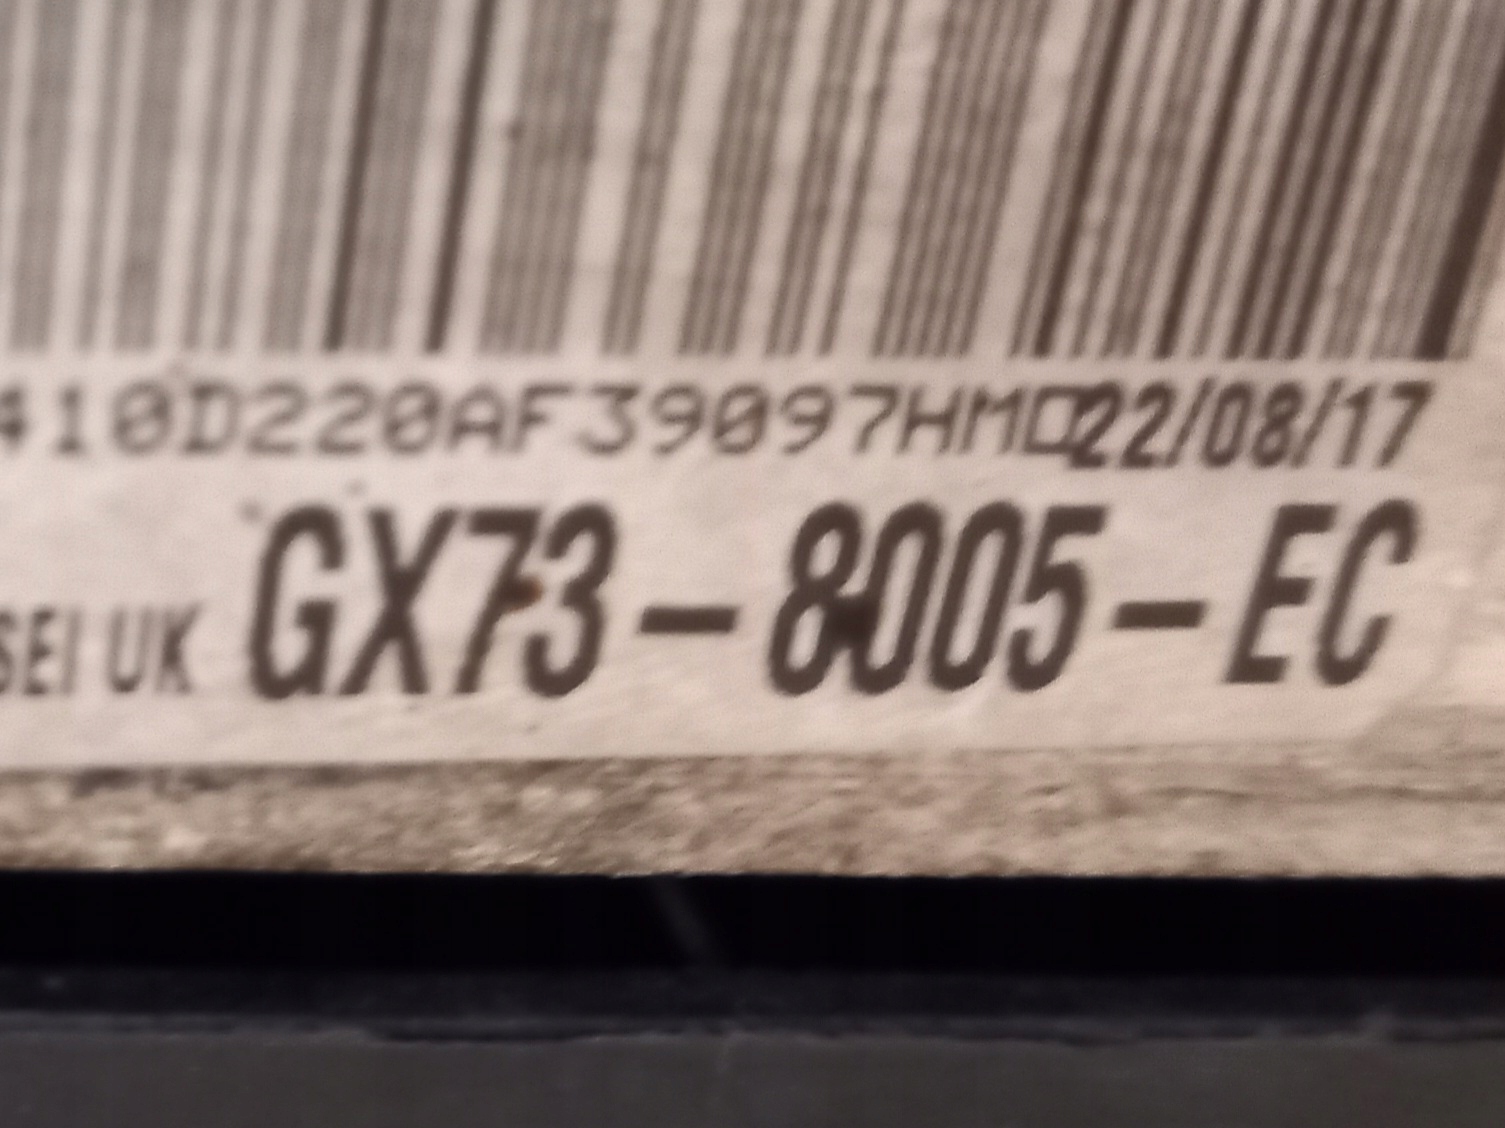 410D220AF39097HMD22/08/17
SEI UK GX73-8005-EC